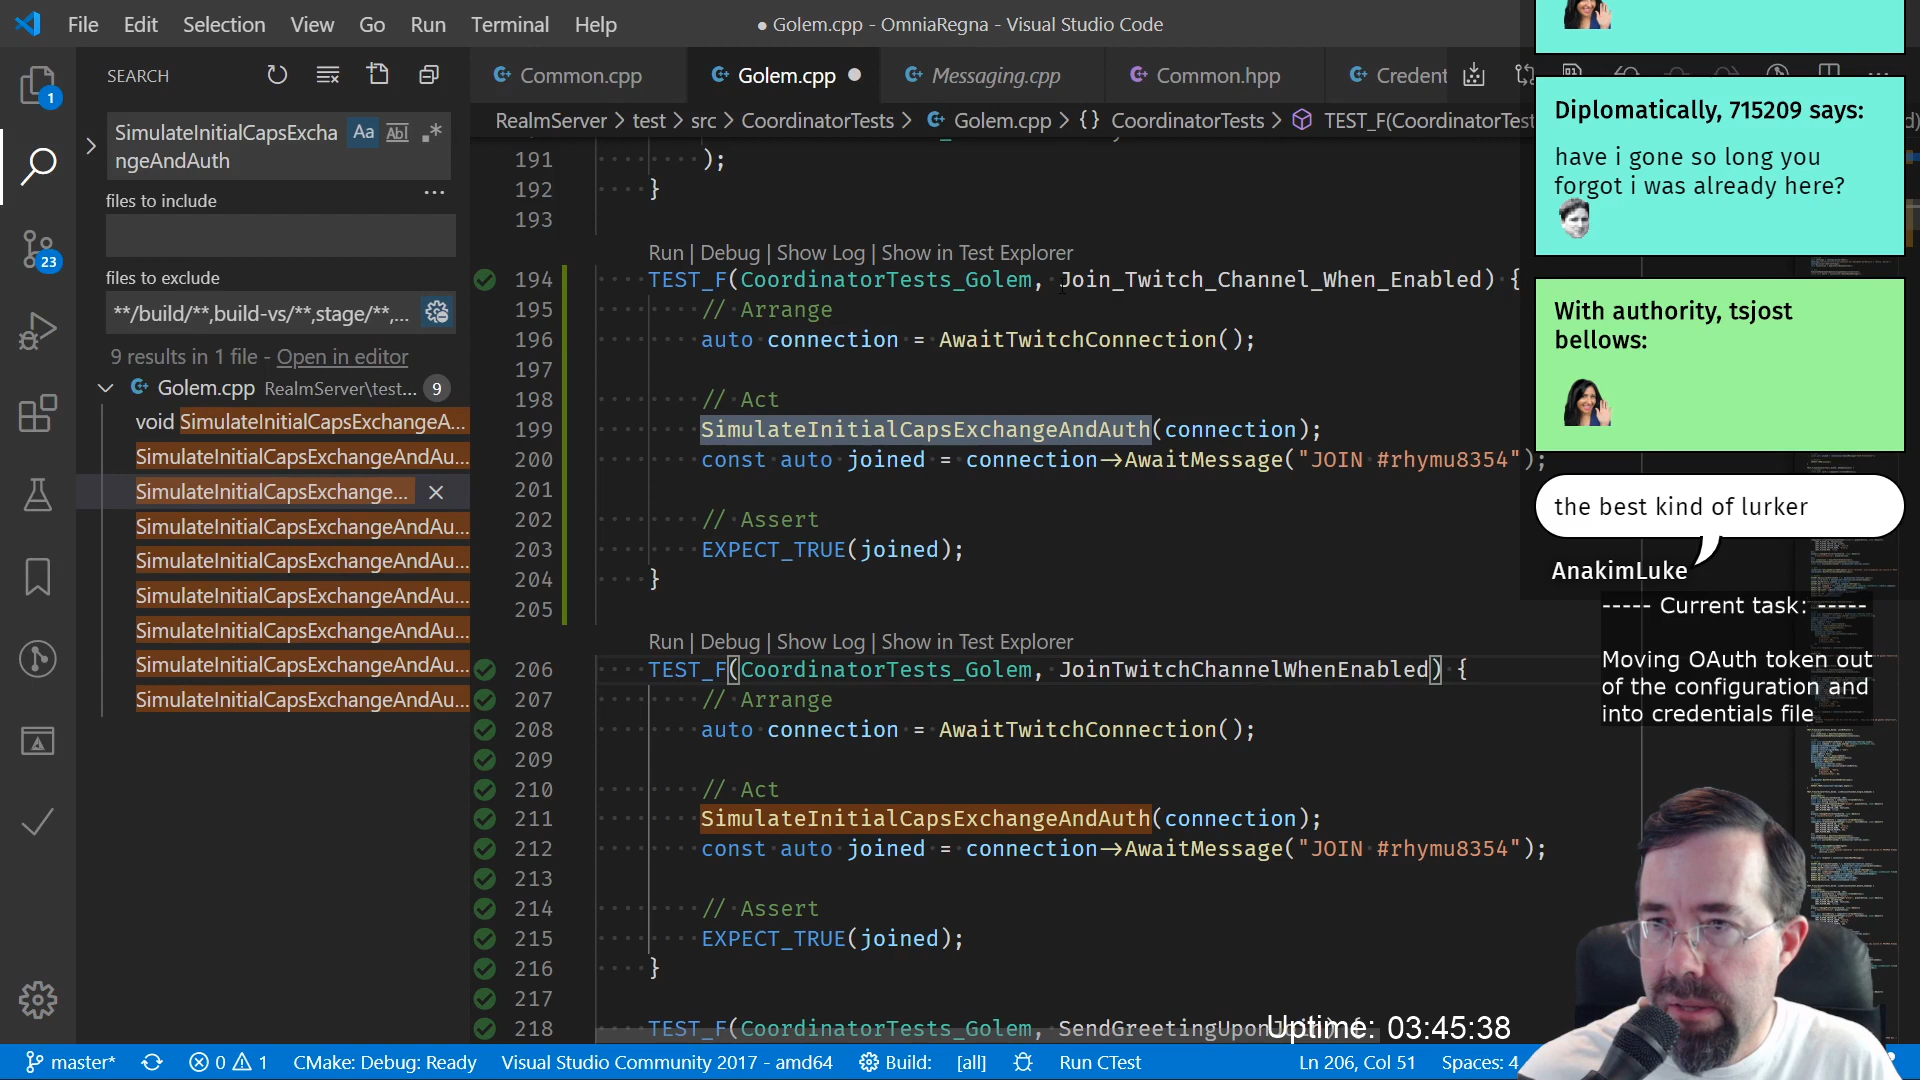 File Edit Selection View Go Run Terminal Help
● Golem.cpp - OmniaRegna - Visual Studio Code
SEARCH
Common.cpp
Golem.cpp
Messaging.cpp
Common.hpp
Credent
SimulateInitialCapsExcha
ngeAndAuth
Aa
Abl
RealmServer > test > src > CoordinatorTests > Golem.cpp > {} CoordinatorTests > TEST_F(CoordinatorTest
files to include
files to exclude
**/build/**,build-vs/**,stage/**,...
9 results in 1 file - Open in editor
Golem.cpp RealmServer\test... 9
void SimulateInitialCapsExchangeA...
SimulateInitialCapsExchangeAndAu...
SimulateInitialCapsExchange...
SimulateInitialCapsExchangeAndAu...
SimulateInitialCapsExchangeAndAu...
SimulateInitialCapsExchangeAndAu...
SimulateInitialCapsExchangeAndAu...
SimulateInitialCapsExchangeAndAu...
SimulateInitialCapsExchangeAndAu...
1
23
191 );
192 }
193
Run | Debug | Show Log | Show in Test Explorer
194 TEST_F(CoordinatorTests_Golem, Join_Twitch_Channel_When_Enabled) {
195 // Arrange
196 auto connection = AwaitTwitchConnection();
197
198 // Act
199 SimulateInitialCapsExchangeAndAuth(connection);
200 const auto joined = connection->AwaitMessage("JOIN #rhymu8354");
201
202 // Assert
203 EXPECT_TRUE(joined);
204 }
205
Run | Debug | Show Log | Show in Test Explorer
206 TEST_F(CoordinatorTests_Golem, JoinTwitchChannelWhenEnabled) {
207 // Arrange
208 auto connection = AwaitTwitchConnection();
209
210 // Act
211 SimulateInitialCapsExchangeAndAuth(connection);
212 const auto joined = connection->AwaitMessage("JOIN #rhymu8354");
213
214 // Assert
215 EXPECT_TRUE(joined);
216 }
217
218 TEST_F(CoordinatorTests_Golem, SendGreetingUpon
Diplomatically, 715209 says:
have i gone so long you
forgot i was already here?
With authority, tsjost
bellows:
the best kind of lurker
AnakimLuke
----- Current task: -----
Moving OAuth token out
of the configuration and
into credentials file
Uptime: 03:45:38
master* 0 1 CMake: Debug: Ready Visual Studio Community 2017 - amd64 Build: [all] Run CTest Ln 206, Col 51 Spaces: 4